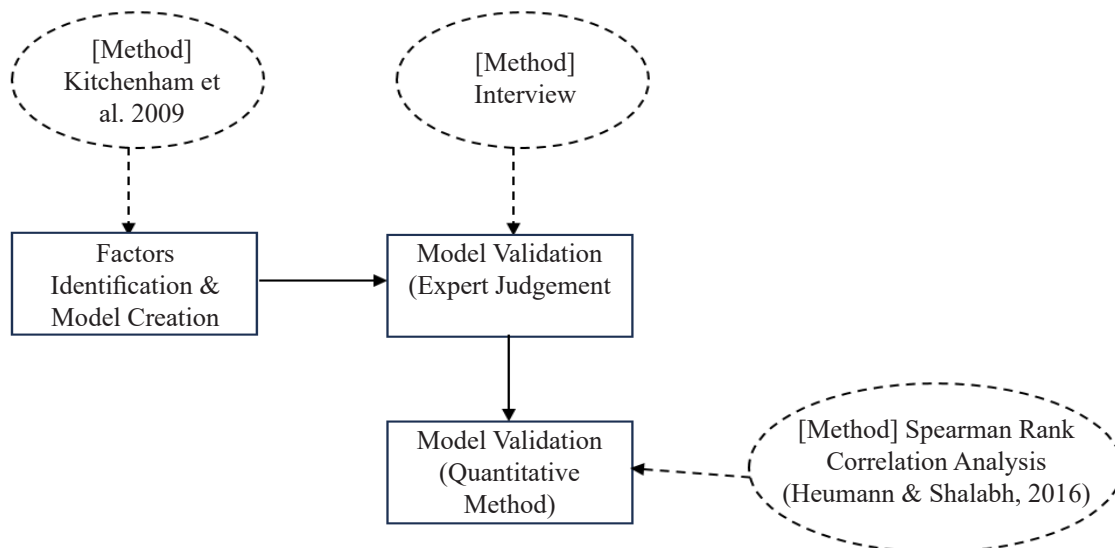 [Method]
Kitchenham et
al. 2009
[Method]
Interview
Factors
Identification &
Model Creation
Model Validation
(Expert Judgement
Model Validation
(Quantitative
Method)
[Method] Spearman Rank
Correlation Analysis
(Heumann & Shalabh, 2016)